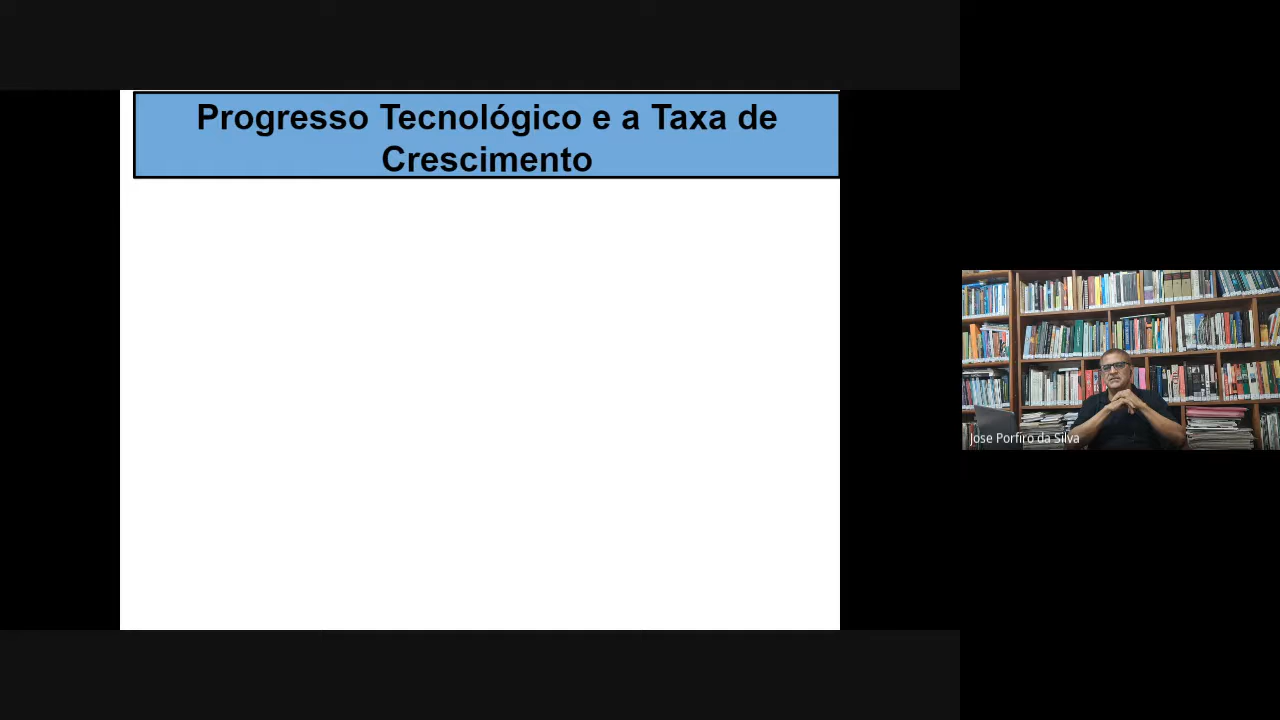 Progresso Tecnológico e a Taxa de
Crescimento
Jose Porfiro da Silva